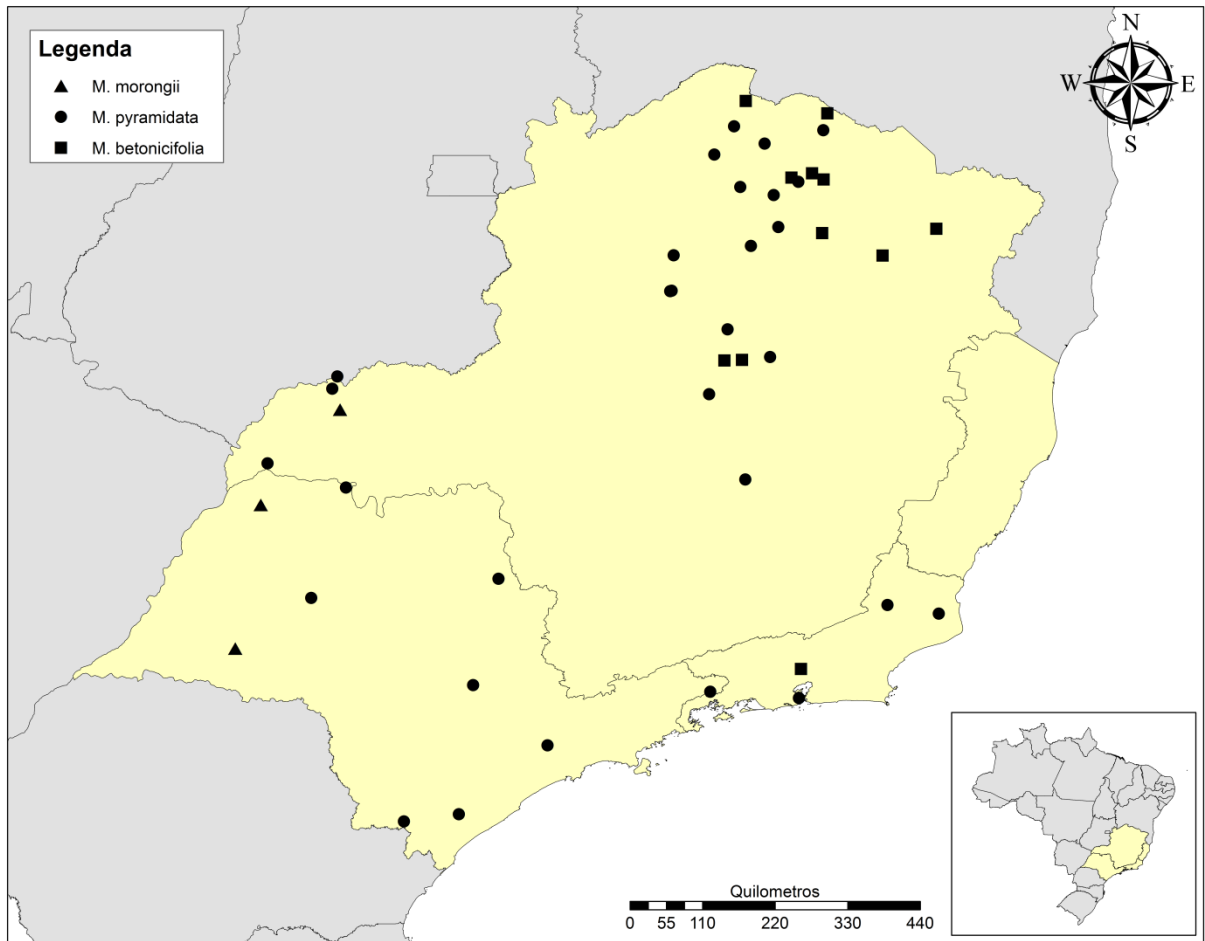 Legenda
M. morongii
M. pyramidata
M. betonicifolia
N
W E
S
Quilometros
0 55 110 220 330 440